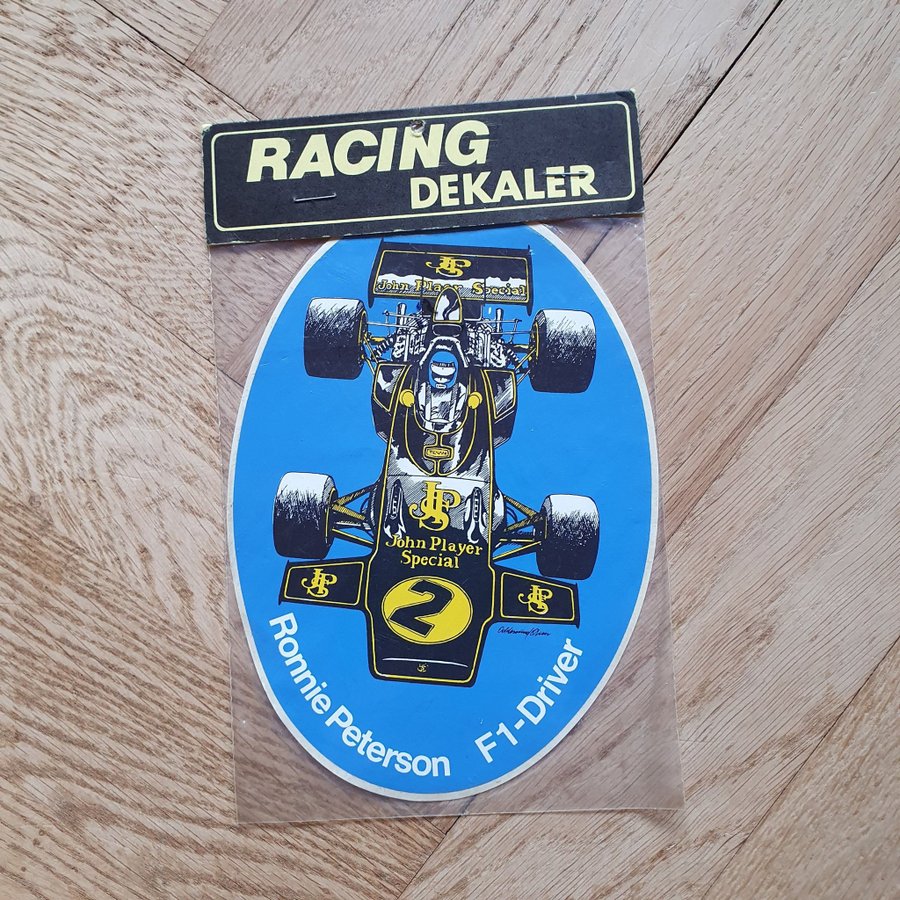 RACING
DEKALER
JPS
John Player Special
JPS
John Player
Special
JPS
JPS
2
Ronnie Peterson F1-Driver